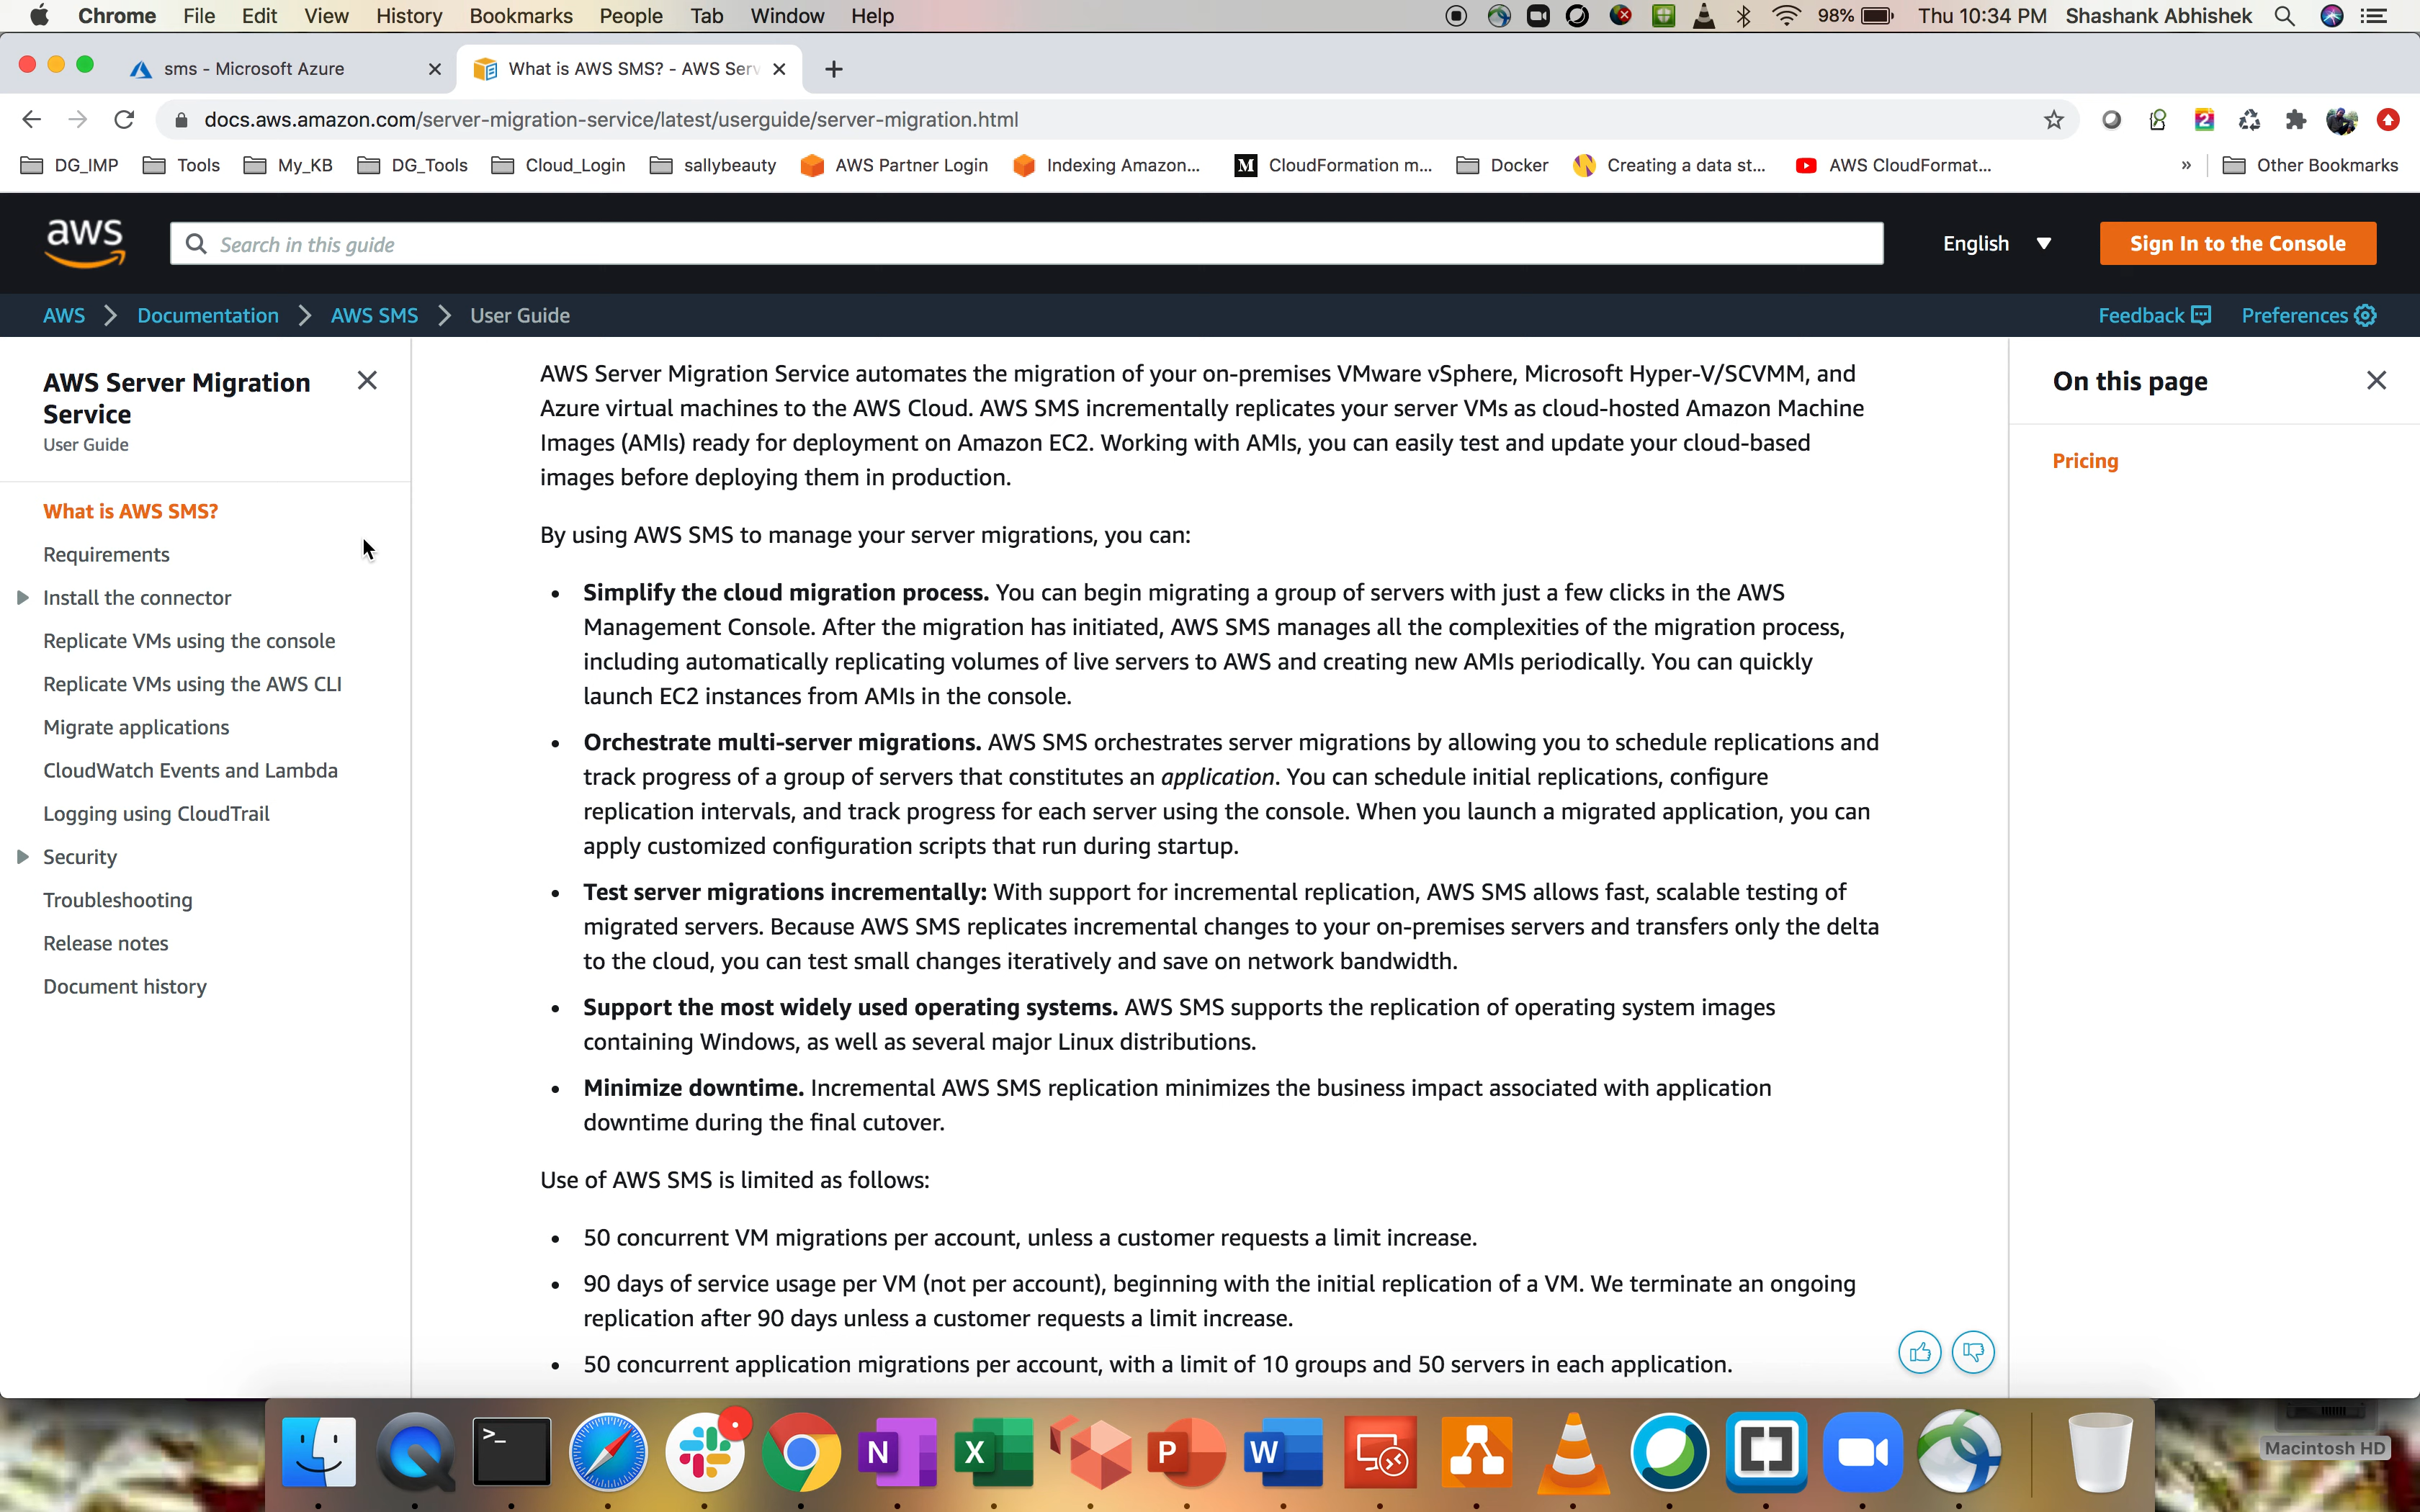 Chrome File Edit View History Bookmarks People Tab Window Help 98% Thu 10:34 PM Shashank Abhishek
sms - Microsoft Azure
What is AWS SMS? - AWS Serv
docs.aws.amazon.com/server-migration-service/latest/userguide/server-migration.html
DG_IMP Tools My_KB DG_Tools Cloud_Login sallybeauty AWS Partner Login Indexing Amazon... CloudFormation m... Docker Creating a data st... AWS CloudFormat... » Other Bookmarks
aws Search in this guide English Sign In to the Console
AWS Documentation AWS SMS User Guide Feedback Preferences
AWS Server Migration
Service
User Guide
What is AWS SMS?
Requirements
Install the connector
Replicate VMs using the console
Replicate VMs using the AWS CLI
Migrate applications
CloudWatch Events and Lambda
Logging using CloudTrail
Security
Troubleshooting
Release notes
Document history
AWS Server Migration Service automates the migration of your on-premises VMware vSphere, Microsoft Hyper-V/SCVMM, and
Azure virtual machines to the AWS Cloud. AWS SMS incrementally replicates your server VMs as cloud-hosted Amazon Machine
Images (AMIs) ready for deployment on Amazon EC2. Working with AMIs, you can easily test and update your cloud-based
images before deploying them in production.
By using AWS SMS to manage your server migrations, you can:
• Simplify the cloud migration process. You can begin migrating a group of servers with just a few clicks in the AWS
Management Console. After the migration has initiated, AWS SMS manages all the complexities of the migration process,
including automatically replicating volumes of live servers to AWS and creating new AMIs periodically. You can quickly
launch EC2 instances from AMIs in the console.
• Orchestrate multi-server migrations. AWS SMS orchestrates server migrations by allowing you to schedule replications and
track progress of a group of servers that constitutes an application. You can schedule initial replications, configure
replication intervals, and track progress for each server using the console. When you launch a migrated application, you can
apply customized configuration scripts that run during startup.
• Test server migrations incrementally: With support for incremental replication, AWS SMS allows fast, scalable testing of
migrated servers. Because AWS SMS replicates incremental changes to your on-premises servers and transfers only the delta
to the cloud, you can test small changes iteratively and save on network bandwidth.
• Support the most widely used operating systems. AWS SMS supports the replication of operating system images
containing Windows, as well as several major Linux distributions.
• Minimize downtime. Incremental AWS SMS replication minimizes the business impact associated with application
downtime during the final cutover.
Use of AWS SMS is limited as follows:
• 50 concurrent VM migrations per account, unless a customer requests a limit increase.
• 90 days of service usage per VM (not per account), beginning with the initial replication of a VM. We terminate an ongoing
replication after 90 days unless a customer requests a limit increase.
• 50 concurrent application migrations per account, with a limit of 10 groups and 50 servers in each application.
On this page
Pricing
Macintosh HD